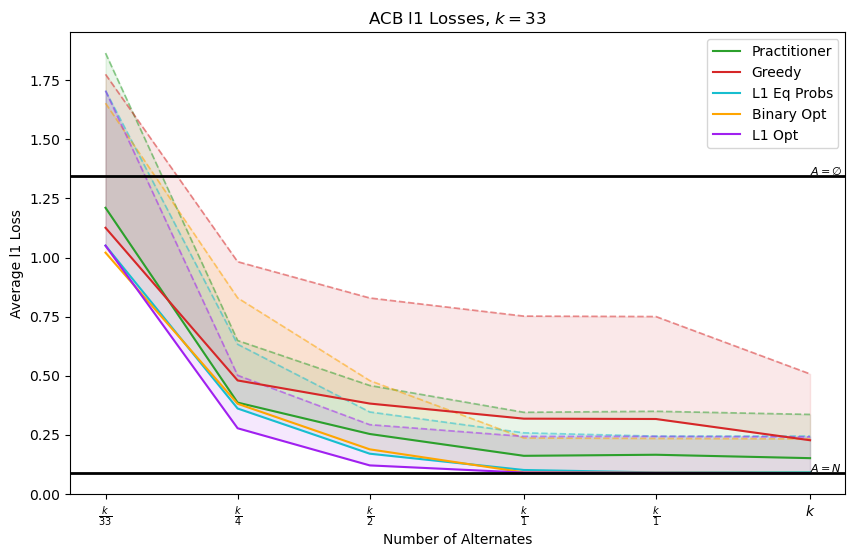 ACB l1 Losses, k = 33
Practitioner
Greedy
L1 Eq Probs
Binary Opt
L1 Opt
A = ∅
A = N
Average l1 Loss
1.75
1.50
1.25
1.00
0.75
0.50
0.25
0.00
k/33 k/4 k/2 k/1 k/1 k
Number of Alternates